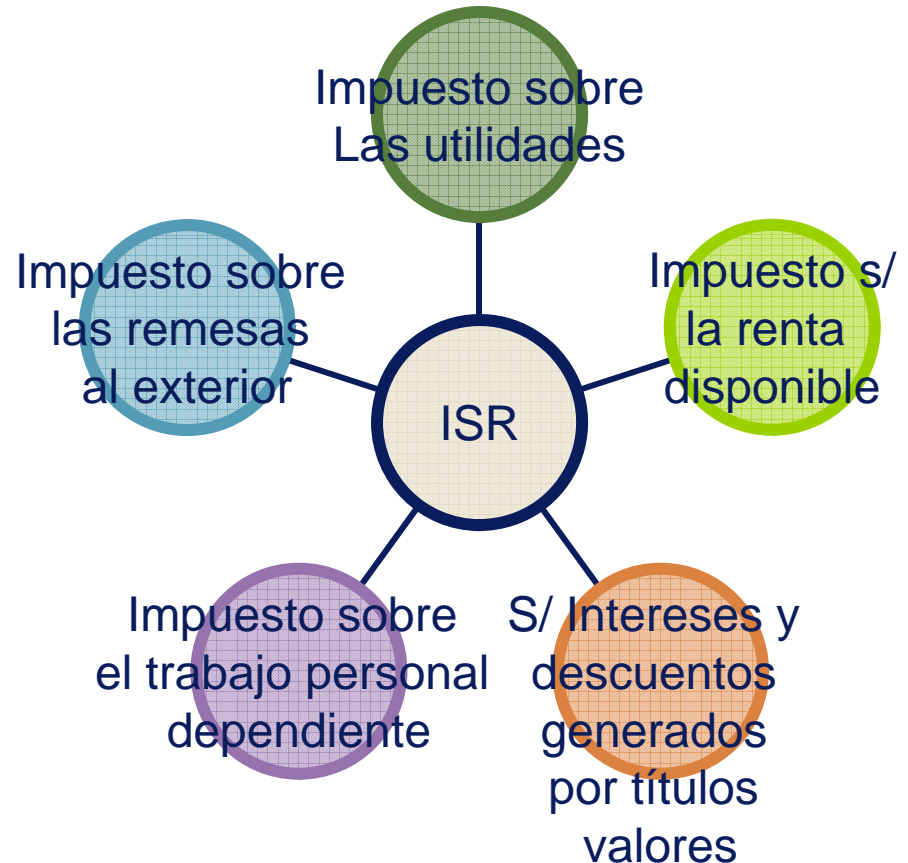 Impuesto sobre
Las utilidades
Impuesto sobre
las remesas
al exterior
Impuesto s/
la renta
disponible
ISR
Impuesto sobre
el trabajo personal
dependiente
S/ Intereses y
descuentos
generados
por títulos
valores